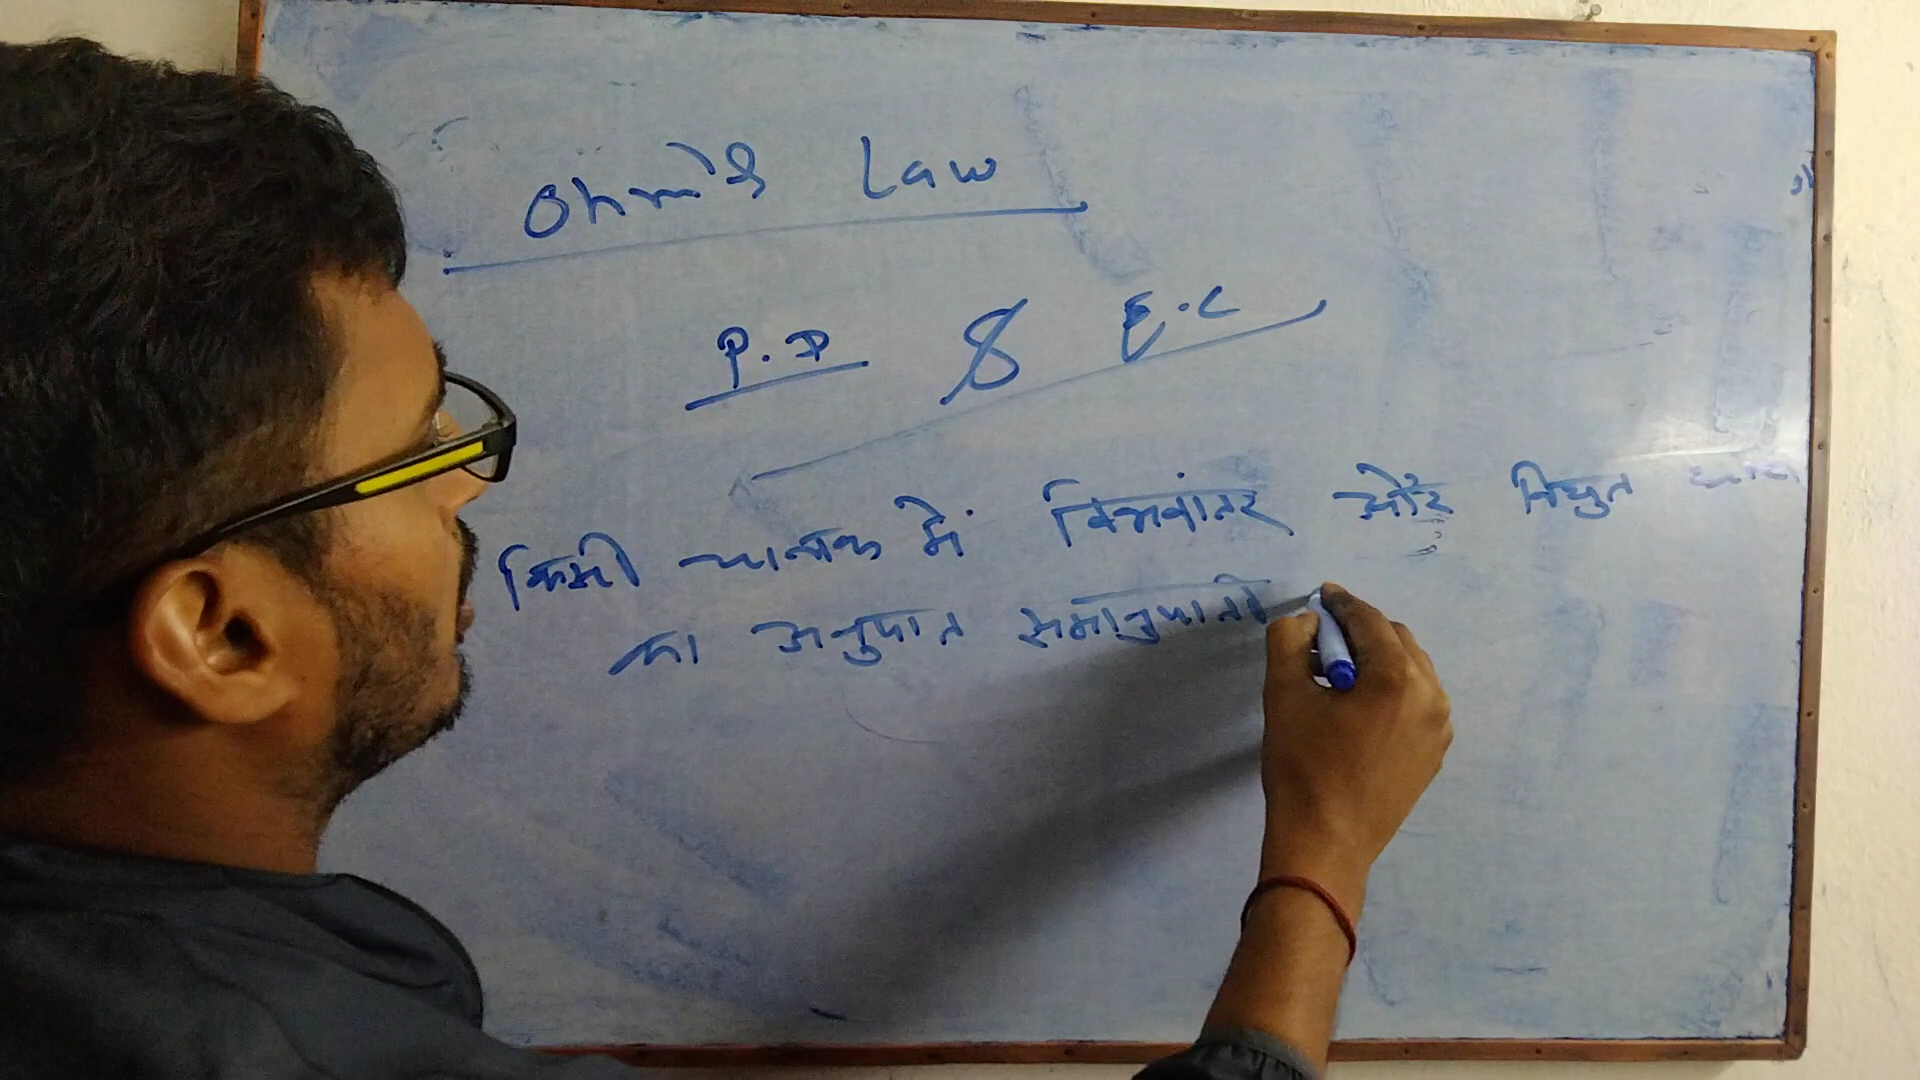 Ohm's Law
P.D & E.C
किसी चालक में विभवांतर और विधुत धारा
का अनुपात समानुपाती